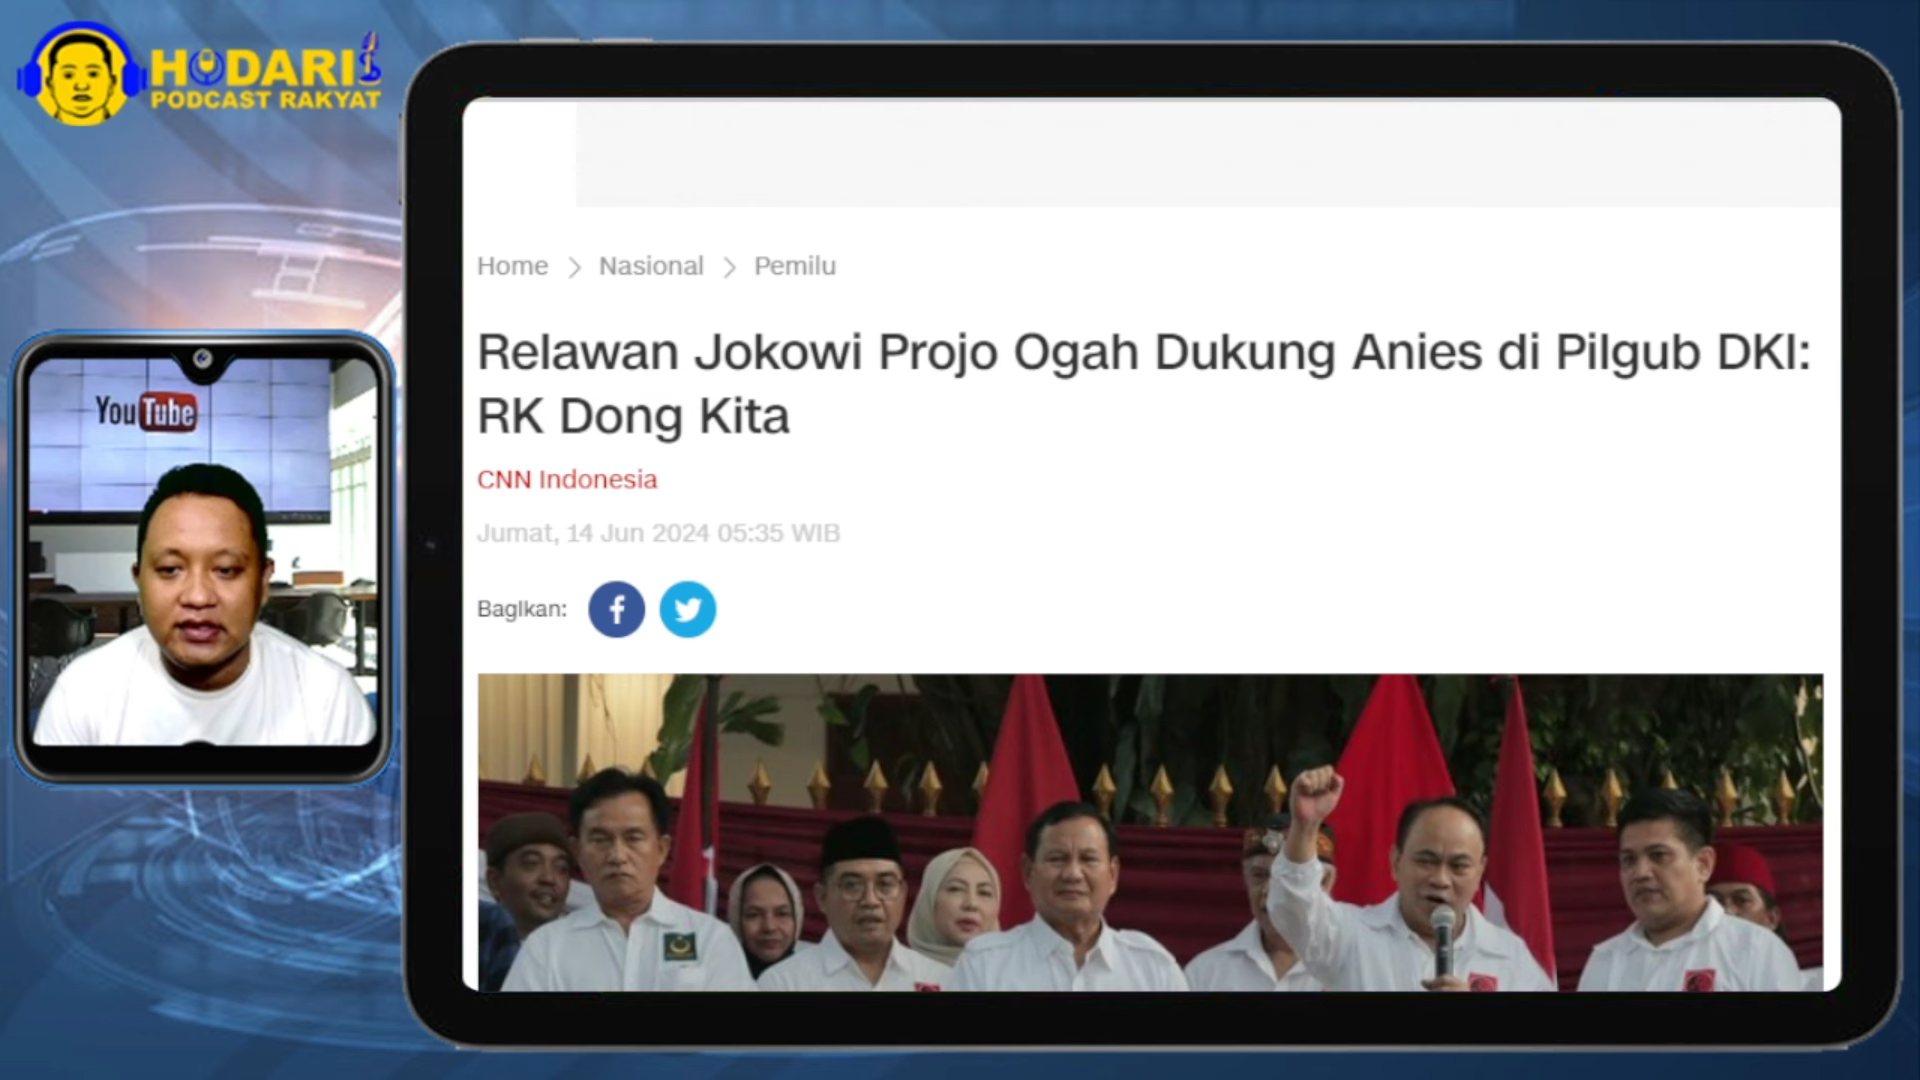 HODARI
PODCAST RAKYAT
YouTube
Home > Nasional > Pemilu
Relawan Jokowi Projo Ogah Dukung Anies di Pilgub DKI:
RK Dong Kita
CNN Indonesia
Jumat, 14 Jun 2024 05:35 WIB
Bagikan: